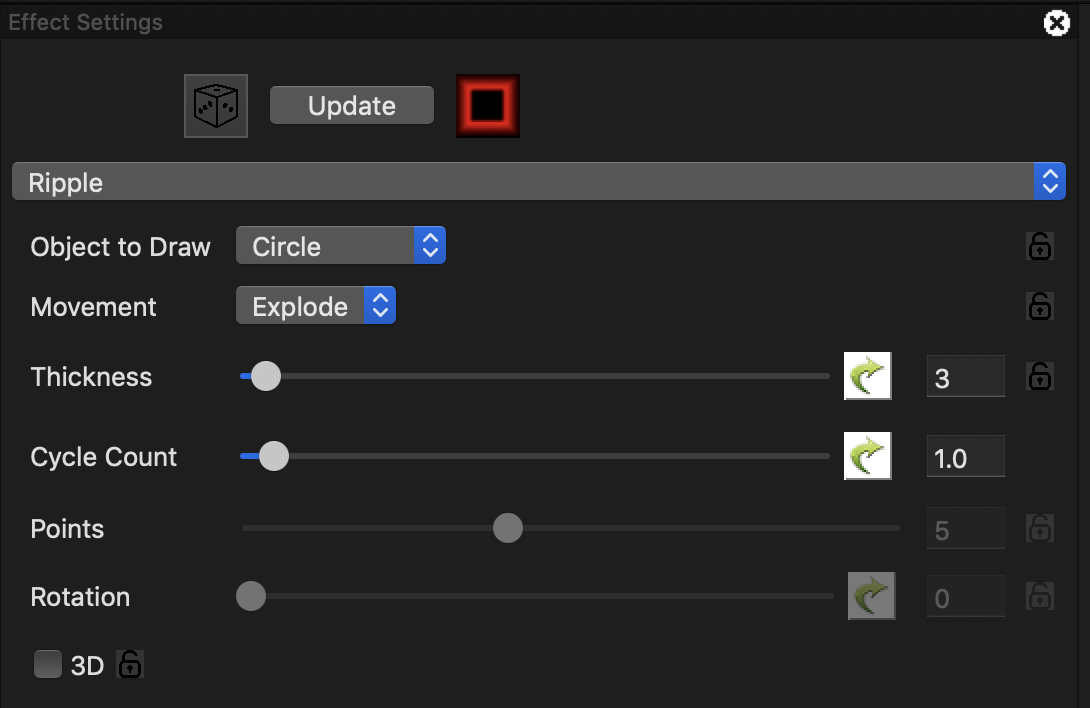 Effect Settings
Update
Ripple
Object to Draw Circle
Movement Explode
Thickness 3
Cycle Count 1.0
Points 5
Rotation 0
3D